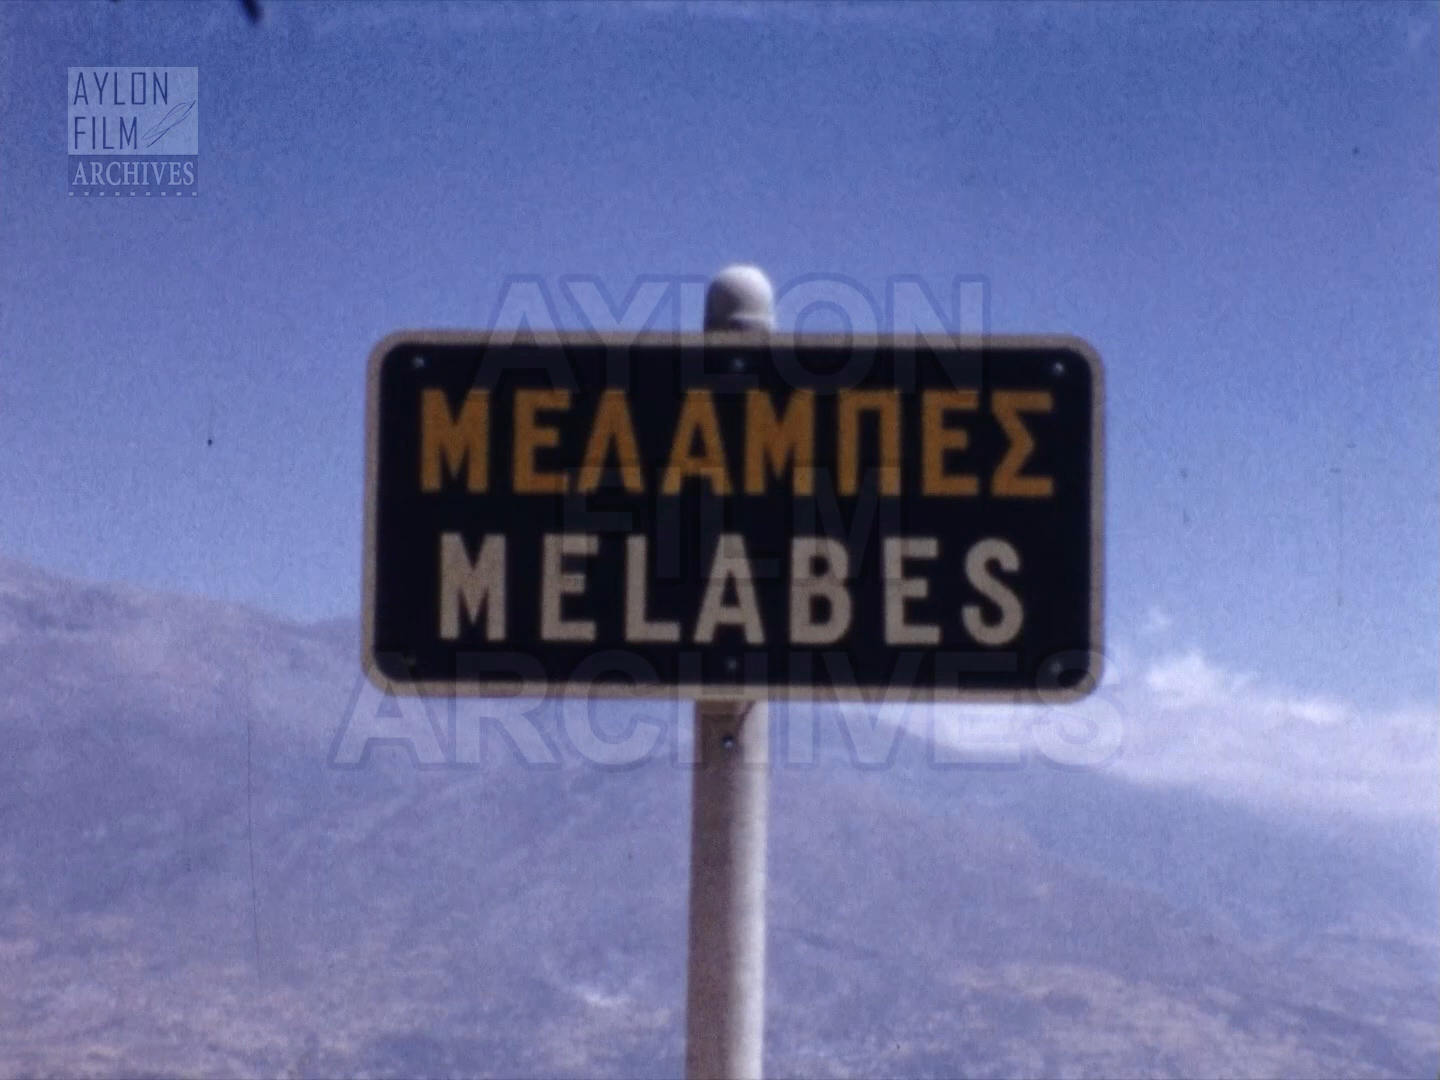 AYLON
FILM
ARCHIVES
AYLON
ΜΕΛΑΜΠΕΣ
FILM
MELABES
ARCHIVES